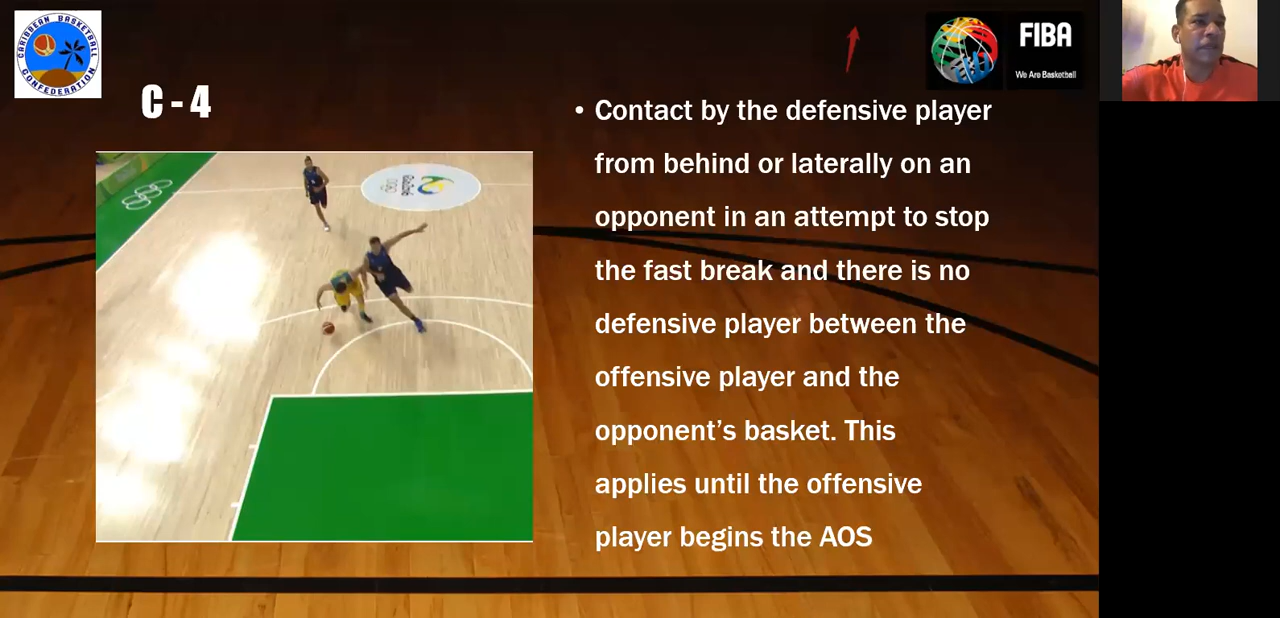 CARIBBEAN BASKETBALL
CONFEDERATION
FIBA
We Are Basketball
C - 4
• Contact by the defensive player
from behind or laterally on an
opponent in an attempt to stop
the fast break and there is no
defensive player between the
offensive player and the
opponent’s basket. This
applies until the offensive
player begins the AOS